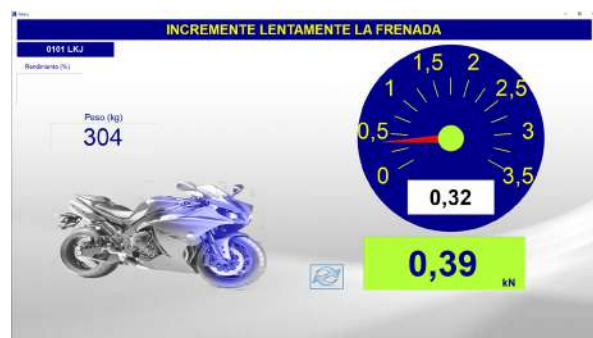 INCREMENTE LENTAMENTE LA FRENADA
0101 LKJ
Rendimiento (%)
Peso (kg)
304
0
0,5
1
1,5
2
2,5
3
3,5
0,32
0,39
kN